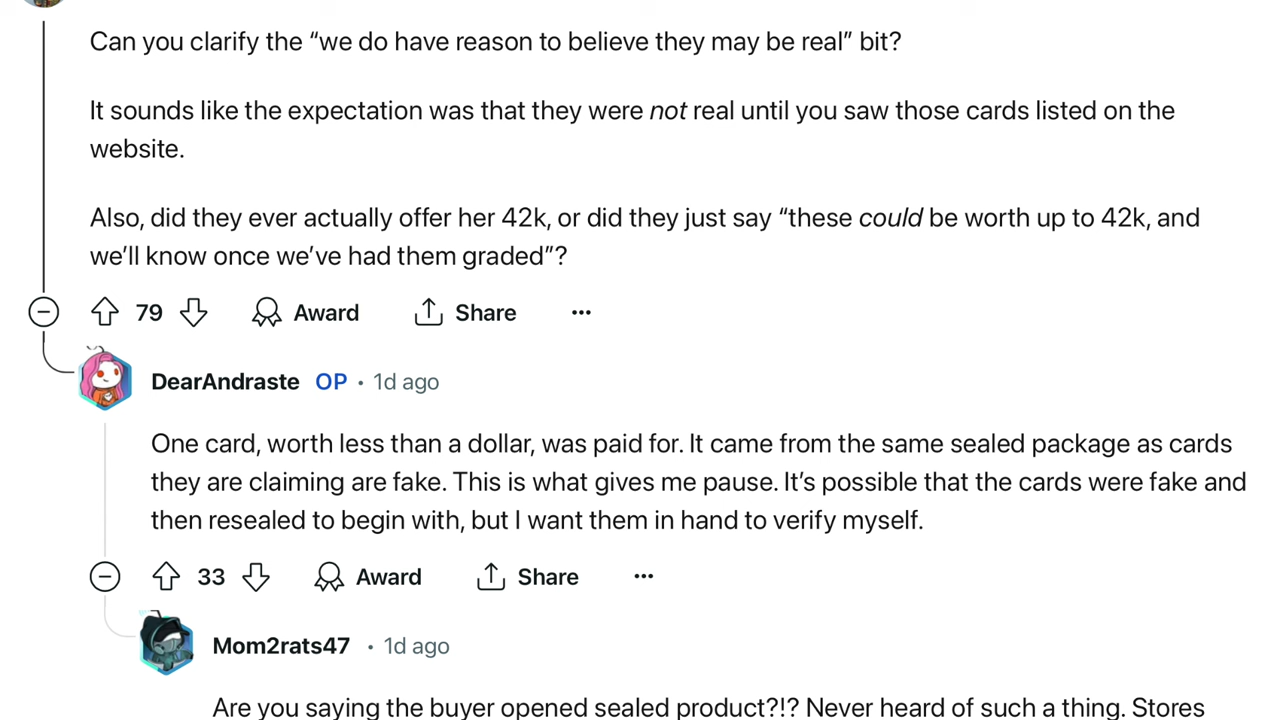 Can you clarify the “we do have reason to believe they may be real” bit?
It sounds like the expectation was that they were not real until you saw those cards listed on the
website.
Also, did they ever actually offer her 42k, or did they just say “these could be worth up to 42k, and
we’ll know once we’ve had them graded”?
79 Award Share ...
DearAndraste OP • 1d ago
One card, worth less than a dollar, was paid for. It came from the same sealed package as cards
they are claiming are fake. This is what gives me pause. It’s possible that the cards were fake and
then resealed to begin with, but I want them in hand to verify myself.
33 Award Share ...
Mom2rats47 • 1d ago
Are you saying the buyer opened sealed product?!? Never heard of such a thing. Stores